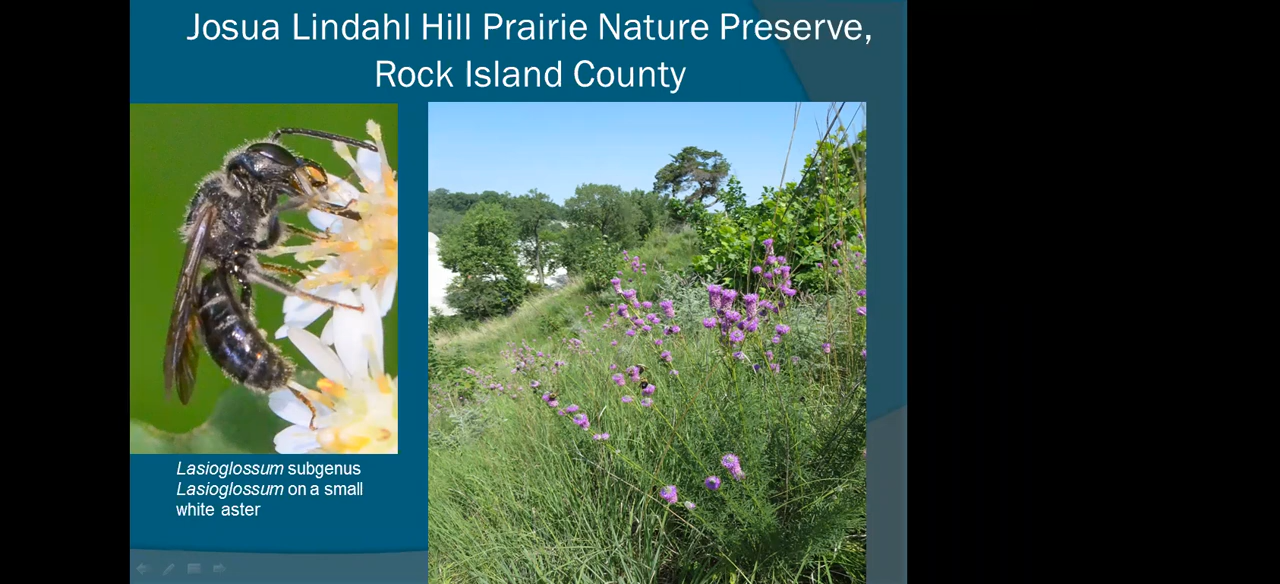 Josua Lindahl Hill Prairie Nature Preserve,
Rock Island County
Lasioglossum subgenus
Lasioglossum on a small
white aster